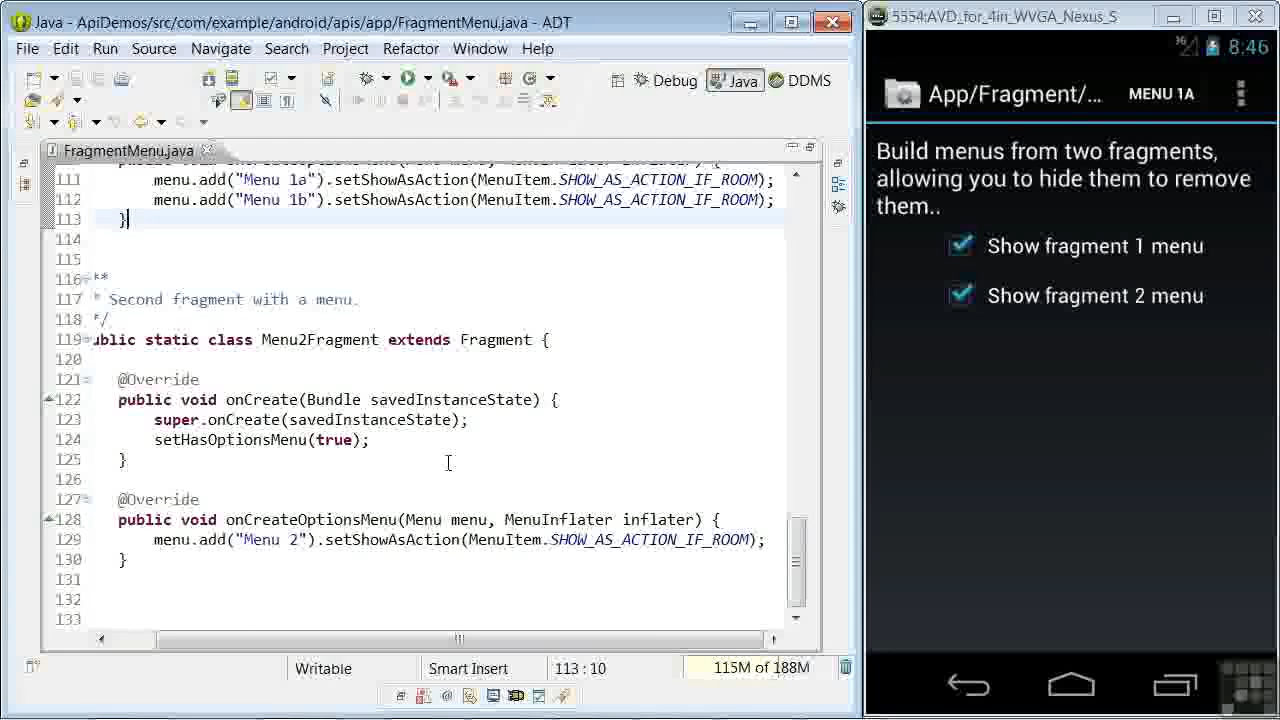 Java - ApiDemos/src/com/example/android/apis/app/FragmentMenu.java - ADT
File Edit Run Source Navigate Search Project Refactor Window Help
Debug Java DDMS
FragmentMenu.java
111 menu.add("Menu 1a").setShowAsAction(MenuItem.SHOW_AS_ACTION_IF_ROOM);
112 menu.add("Menu 1b").setShowAsAction(MenuItem.SHOW_AS_ACTION_IF_ROOM);
113 }
114
115
116 **
117 * Second fragment with a menu.
118 */
119 ublic static class Menu2Fragment extends Fragment {
120
121 @Override
122 public void onCreate(Bundle savedInstanceState) {
123 super.onCreate(savedInstanceState);
124 setHasOptionsMenu(true);
125 }
126
127 @Override
128 public void onCreateOptionsMenu(Menu menu, MenuInflater inflater) {
129 menu.add("Menu 2").setShowAsAction(MenuItem.SHOW_AS_ACTION_IF_ROOM);
130 }
131
132
133
Writable Smart Insert 113 : 10 115M of 188M
5554:AVD_for_4in_WVGA_Nexus_S
3G 8:46
App/Fragment/... MENU 1A
Build menus from two fragments,
allowing you to hide them to remove
them..
Show fragment 1 menu
Show fragment 2 menu